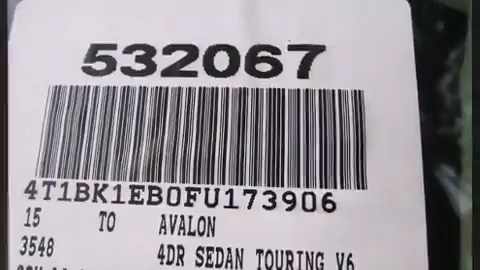 532067
4T1BK1EB0FU173906
15 TO AVALON
3548 4DR SEDAN TOURING V6